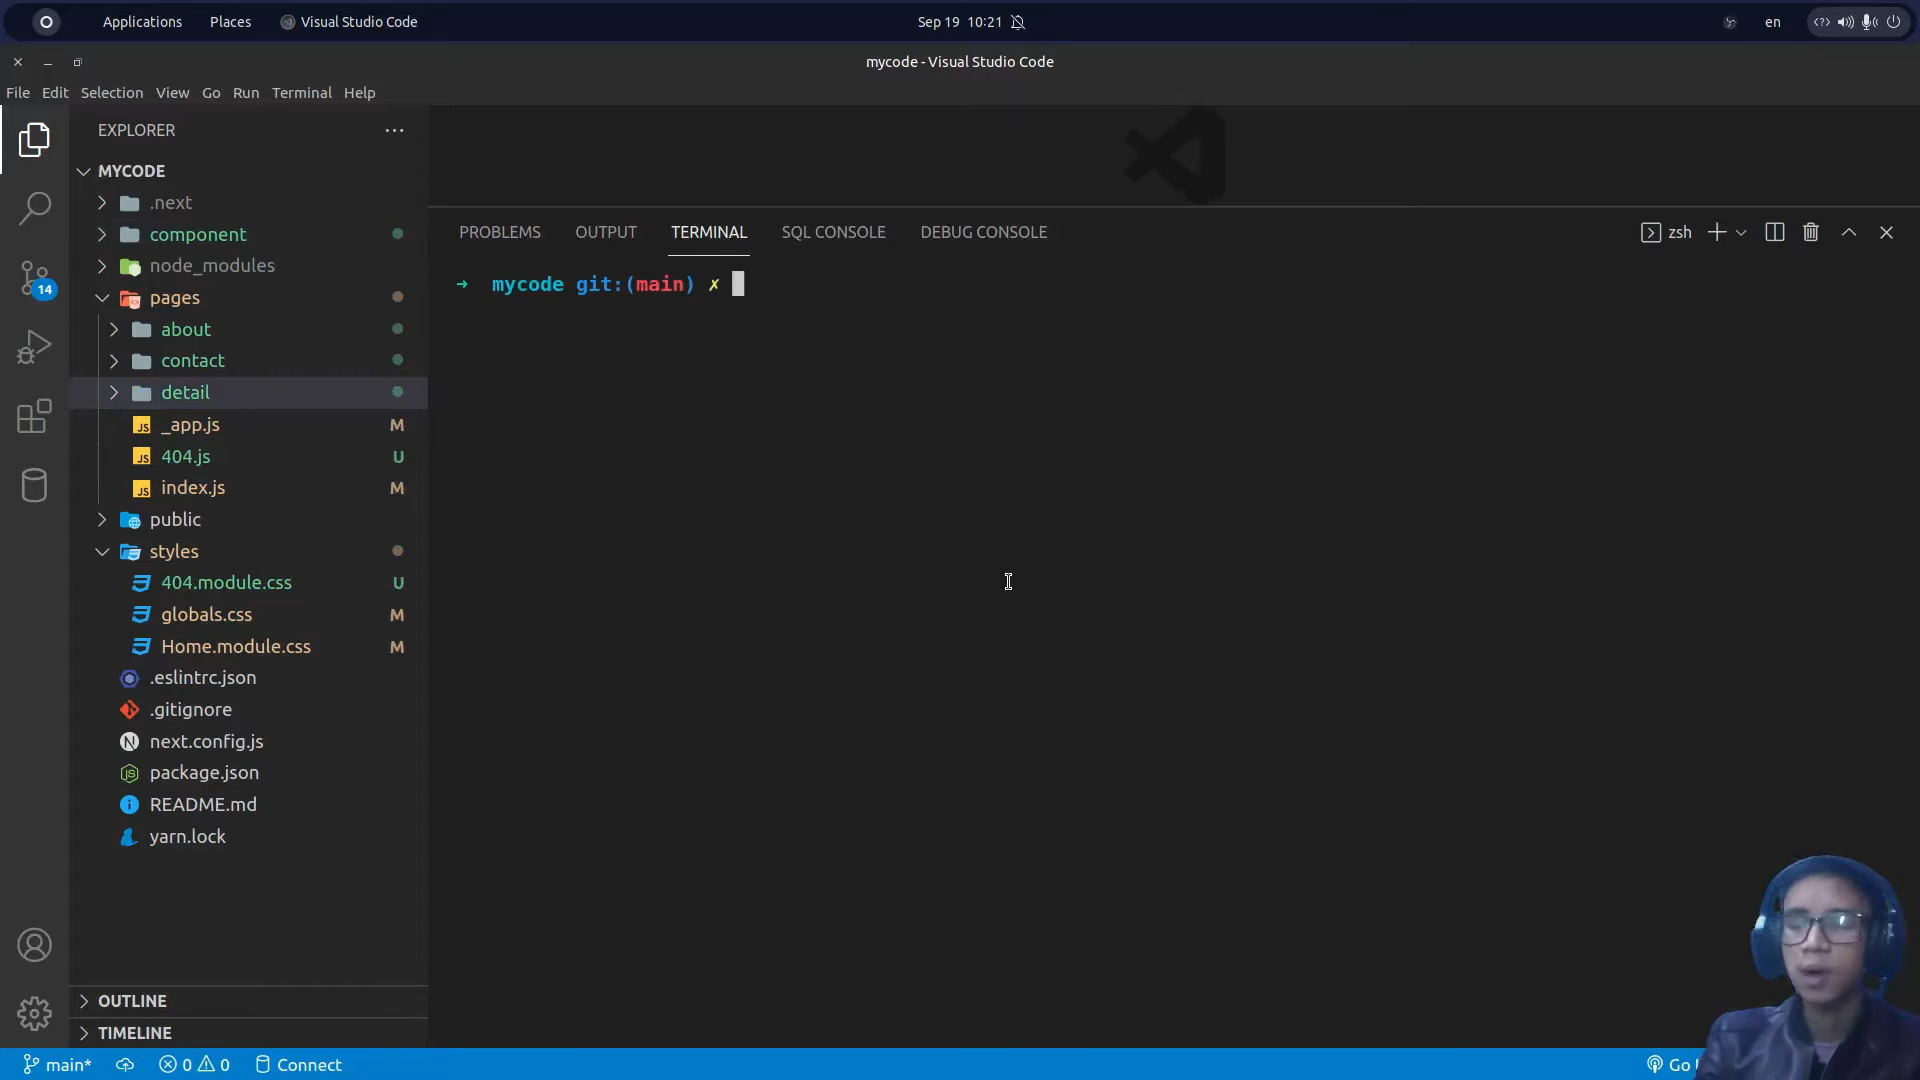 Applications Places Visual Studio Code Sep 19 10:21 en
mycode - Visual Studio Code
File Edit Selection View Go Run Terminal Help
EXPLORER
MYCODE
.next
component
node_modules
pages
about
contact
detail
JS _app.js M
JS 404.js U
JS index.js M
public
styles
404.module.css U
globals.css M
Home.module.css M
.eslintrc.json
.gitignore
next.config.js
package.json
README.md
yarn.lock
OUTLINE
TIMELINE
14
PROBLEMS OUTPUT TERMINAL SQL CONSOLE DEBUG CONSOLE zsh
➜ mycode git:(main) ✗
main* 0 0 Connect Go